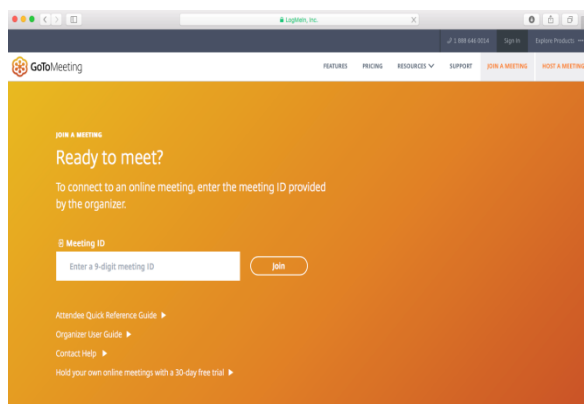 LogMeIn, Inc.
1 888 646 0014
Sign In
Explore Products
GoToMeeting
FEATURES
PRICING
RESOURCES
SUPPORT
JOIN A MEETING
HOST A MEETING
JOIN A MEETING
Ready to meet?
To connect to an online meeting, enter the meeting ID provided
by the organizer.
Meeting ID
Enter a 9-digit meeting ID
Join
Attendee Quick Reference Guide
Organizer User Guide
Contact Help
Hold your own online meetings with a 30-day free trial